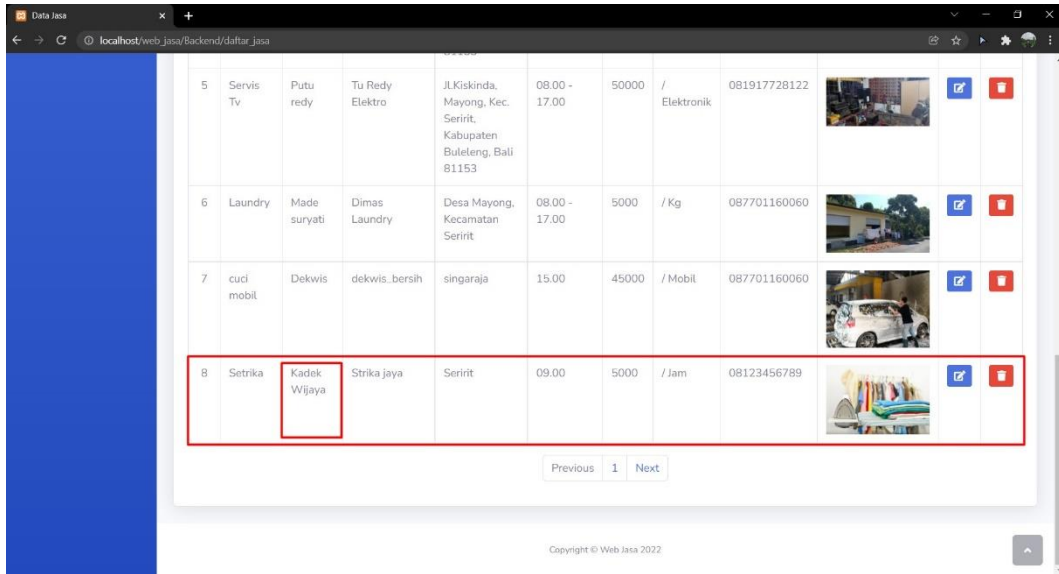 Data Jasa
localhost/web_jasa/Backend/daftar_jasa
5 Servis Putu Tu Redy Jl.Kiskinda, 08.00 - 50000 / 081917728122
Tv redy Elektro Mayong, Kec. 17.00 Elektronik
Seririt,
Kabupaten
Buleleng, Bali
81153
6 Laundry Made Dimas Desa Mayong, 08.00 - 5000 / Kg 087701160060
suryati Laundry Kecamatan 17.00
Seririt
7 cuci Dekwis dekwis_bersih singaraja 15.00 45000 / Mobil 087701160060
mobil
8 Setrika Kadek Strika jaya Seririt 09.00 5000 / Jam 08123456789
Wijaya
Previous 1 Next
Copyright © Web Jasa 2022